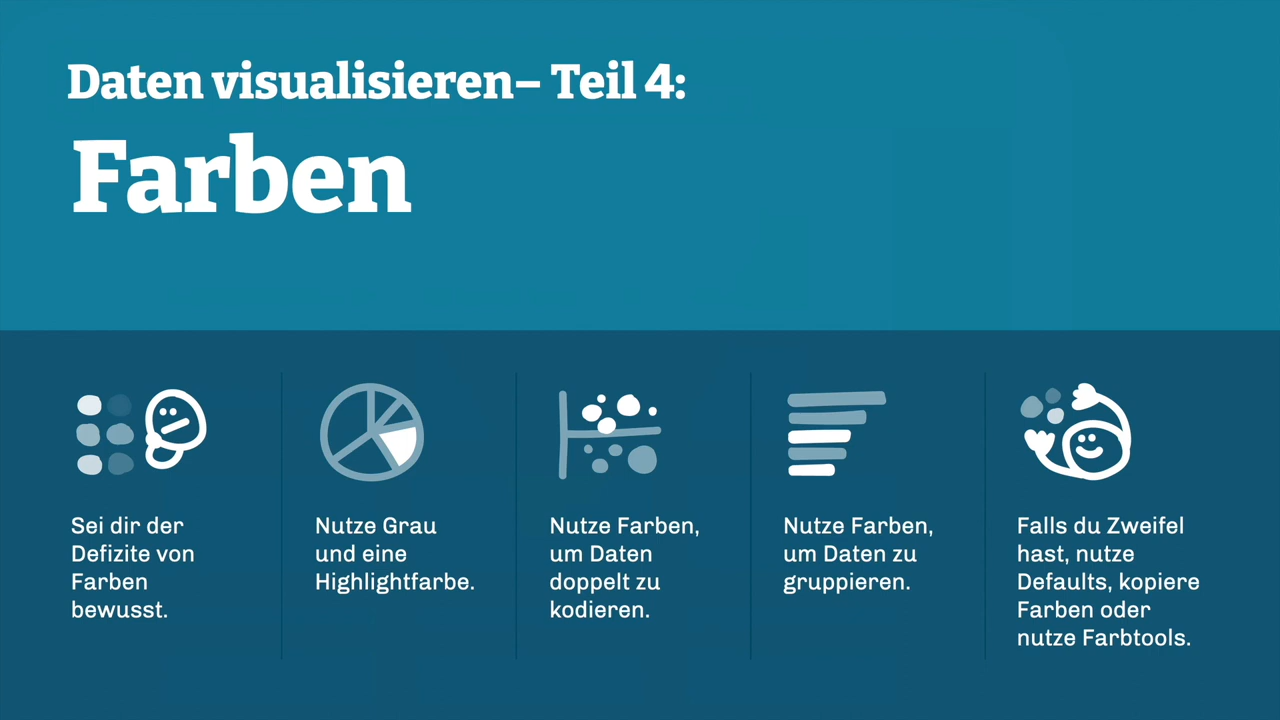 Daten visualisieren– Teil 4:
Farben
Sei dir der
Defizite von
Farben
bewusst.
Nutze Grau
und eine
Highlightfarbe.
Nutze Farben,
um Daten
doppelt zu
kodieren.
Nutze Farben,
um Daten zu
gruppieren.
Falls du Zweifel
hast, nutze
Defaults, kopiere
Farben oder
nutze Farbtools.